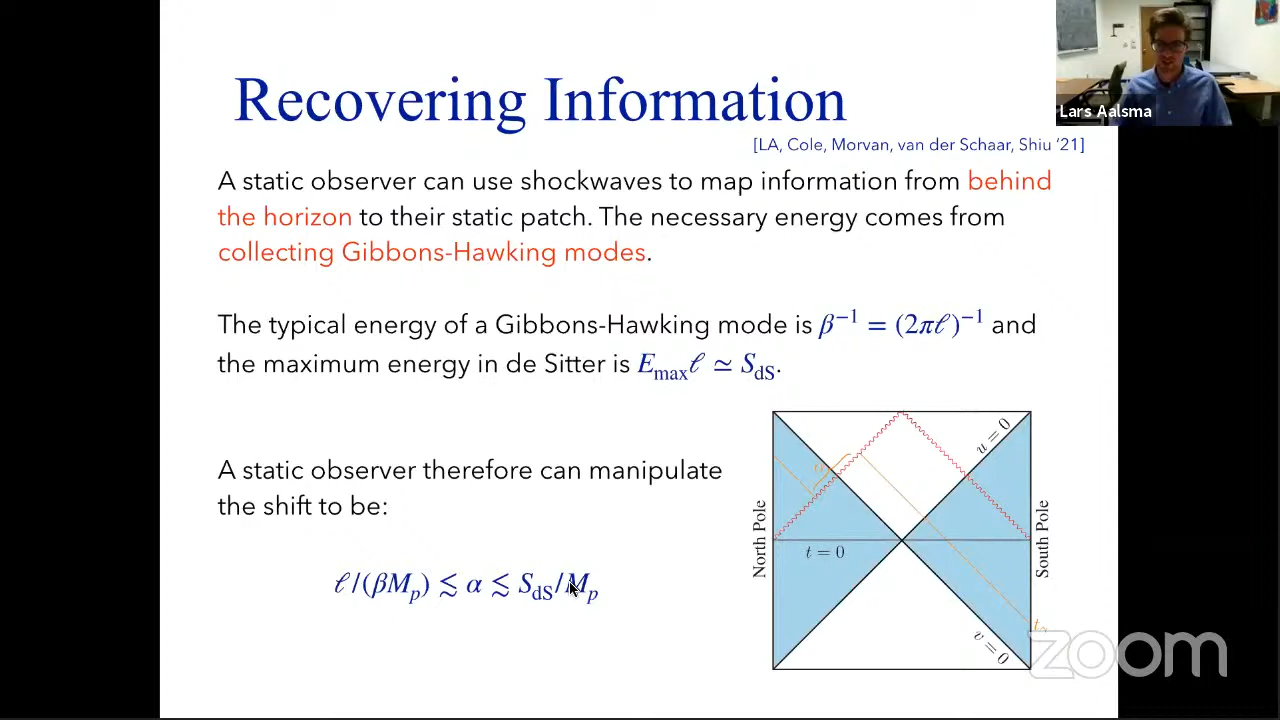 Recovering Information
Lars Aalsma
[LA, Cole, Morvan, van der Schaar, Shiu ‘21]
A static observer can use shockwaves to map information from behind
the horizon to their static patch. The necessary energy comes from
collecting Gibbons-Hawking modes.
The typical energy of a Gibbons-Hawking mode is β⁻¹ = (2πℓ)⁻¹ and
the maximum energy in de Sitter is E_max ℓ ≃ S_dS.
A static observer therefore can manipulate
the shift to be:
ℓ/(βM_p) ≲ α ≲ S_dS/M_p
u = 0
α
North Pole
t = 0
South Pole
v = 0
zoom